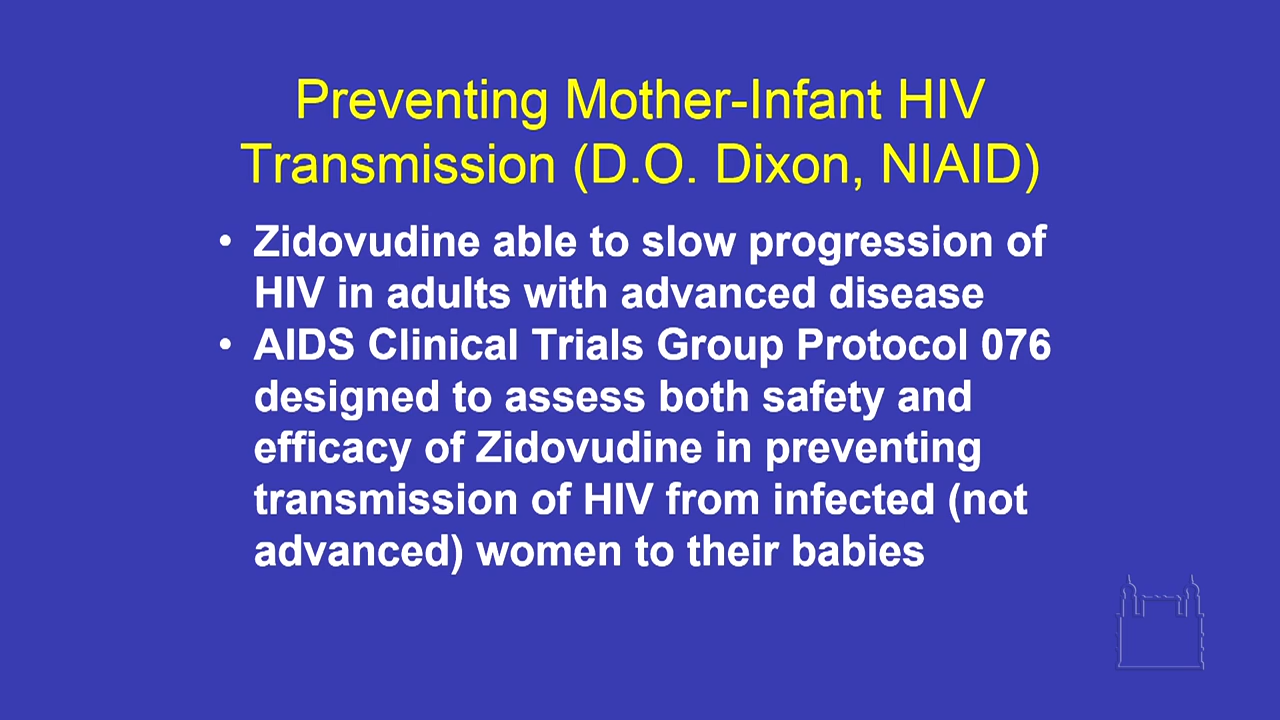 Preventing Mother-Infant HIV
Transmission (D.O. Dixon, NIAID)
• Zidovudine able to slow progression of
HIV in adults with advanced disease
• AIDS Clinical Trials Group Protocol 076
designed to assess both safety and
efficacy of Zidovudine in preventing
transmission of HIV from infected (not
advanced) women to their babies